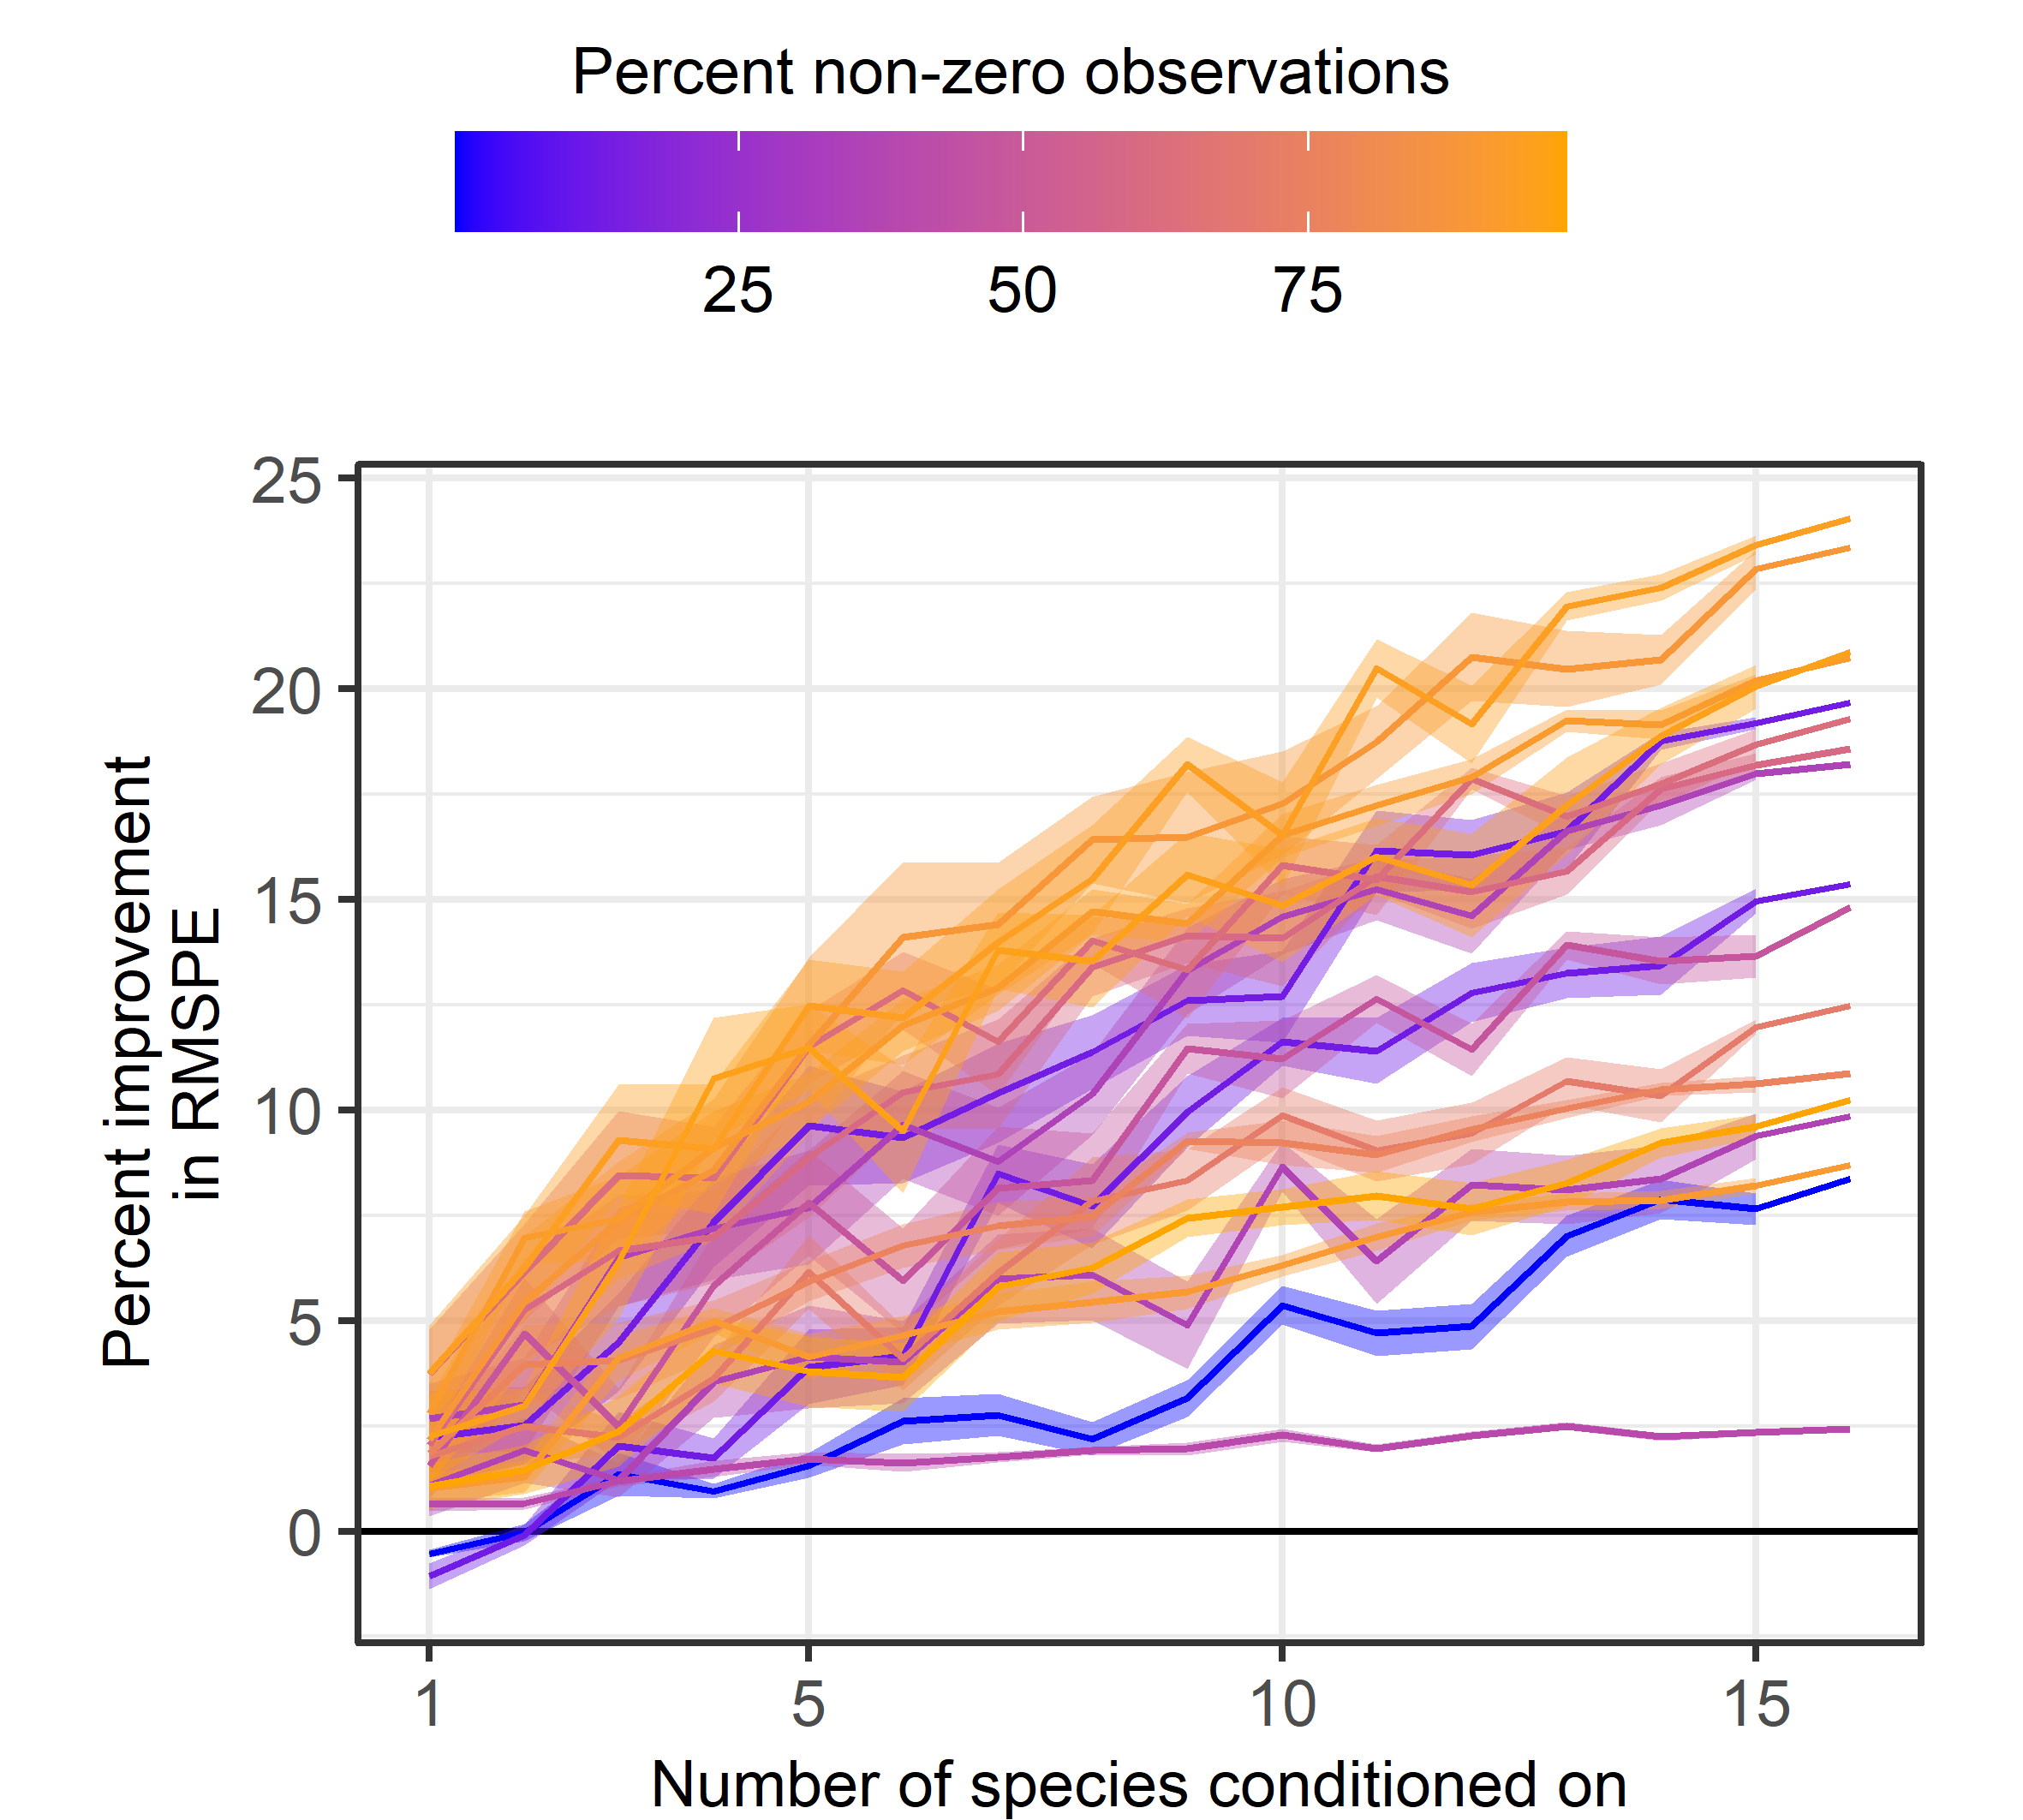 Percent non-zero observations
25 50 75
Percent improvement
in RMSPE
25
20
15
10
5
0
1 5 10 15
Number of species conditioned on